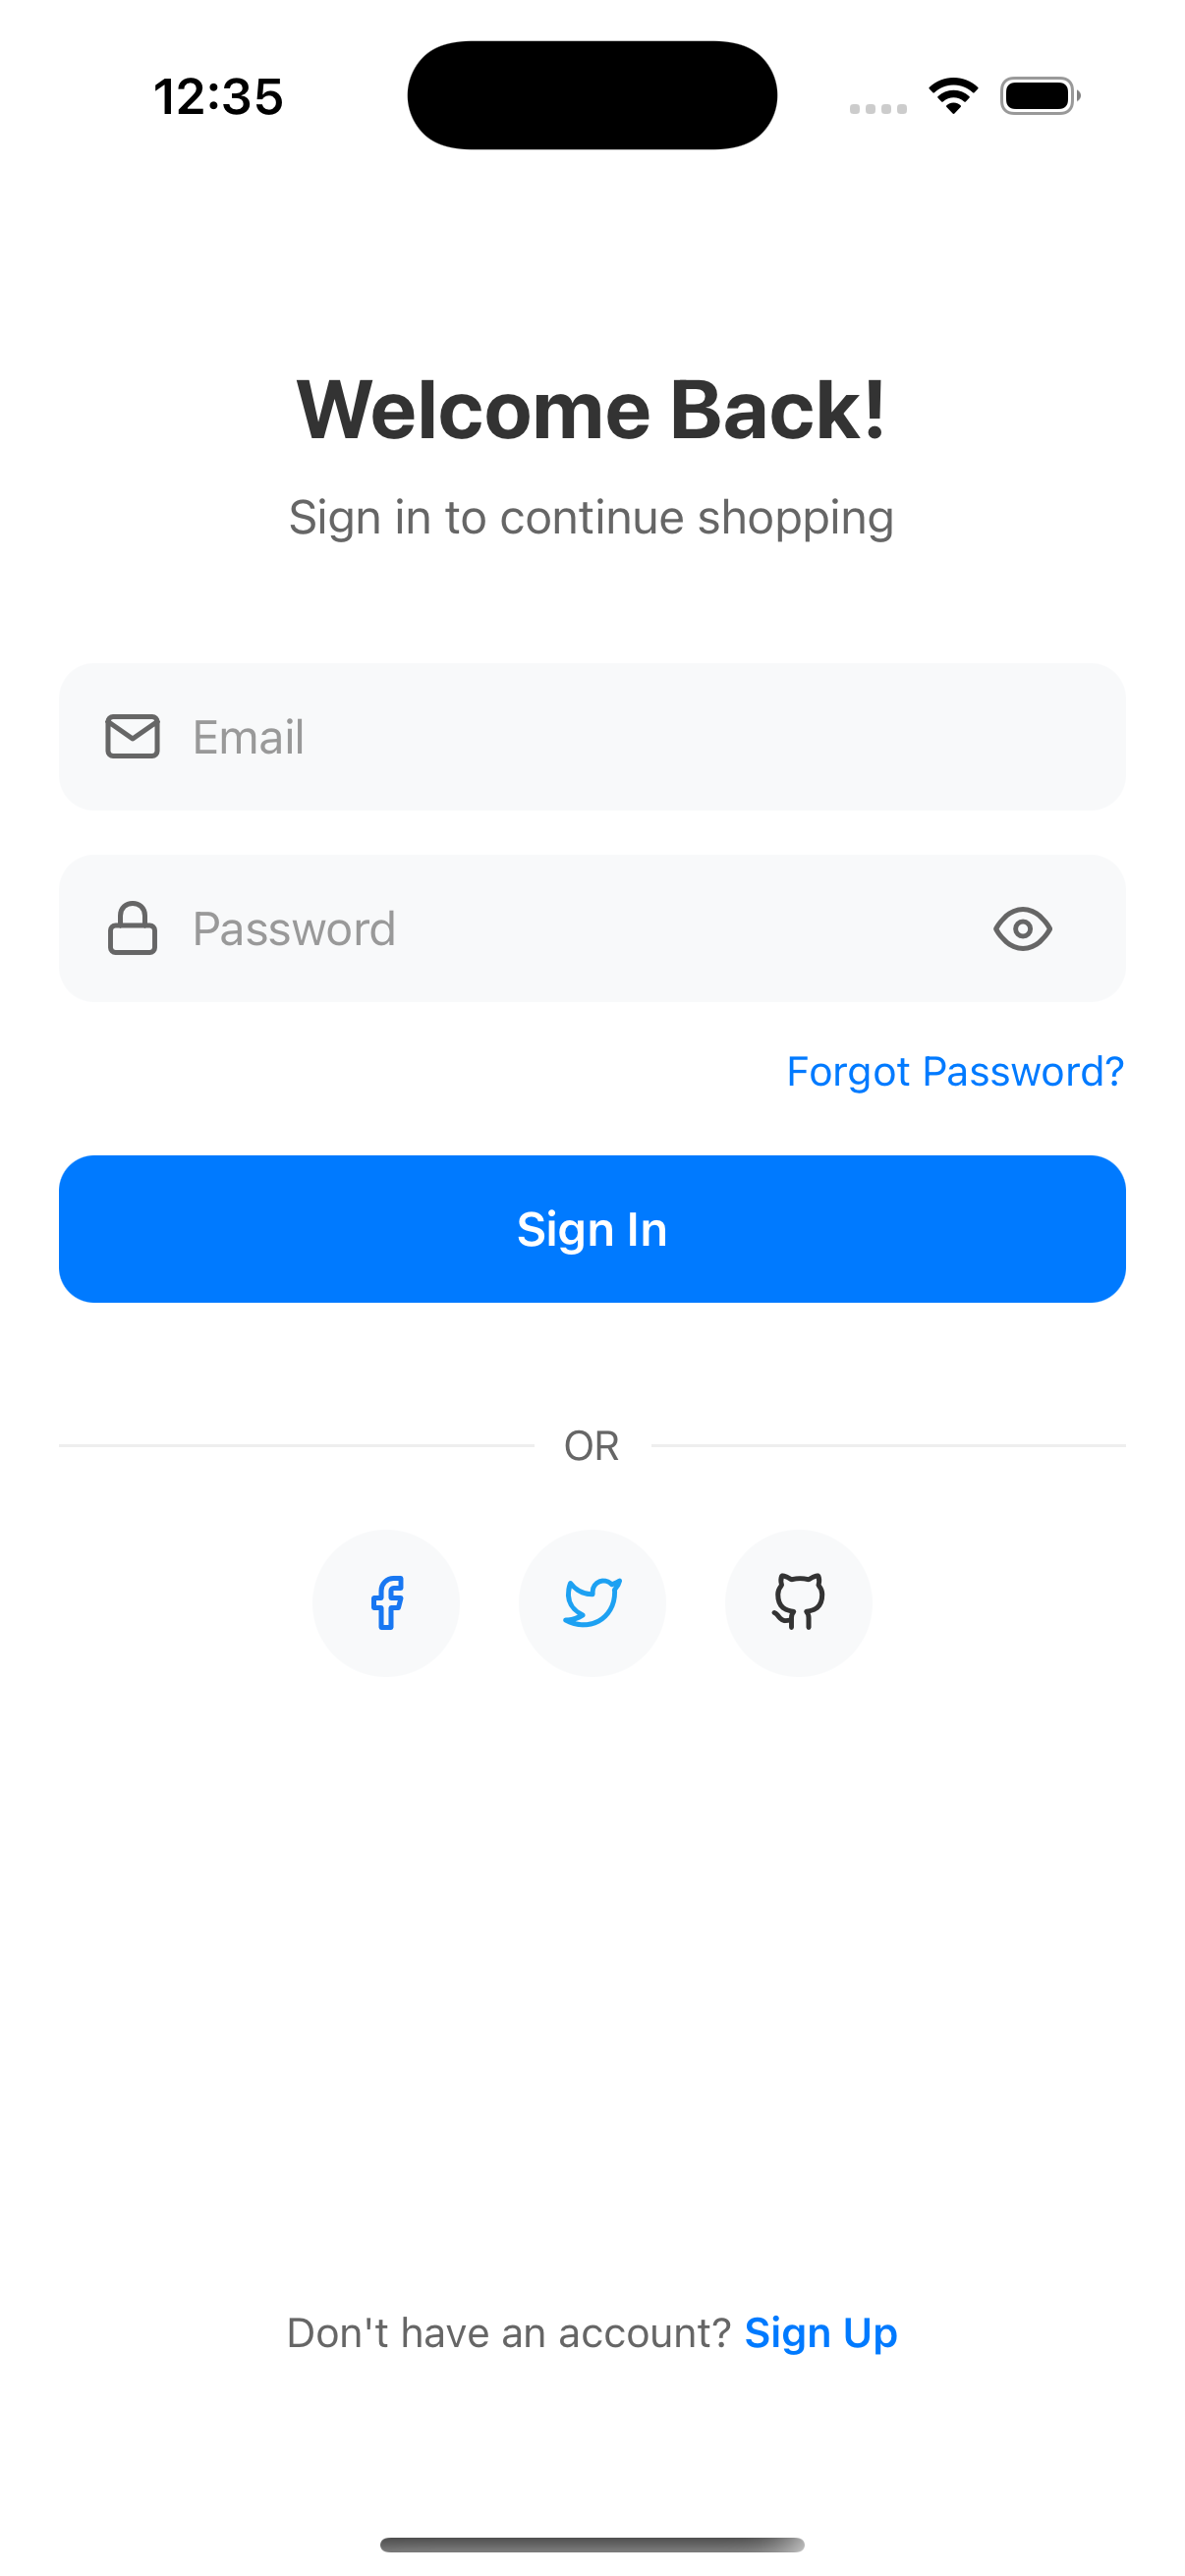 12:35
Welcome Back!
Sign in to continue shopping
Email
Password
Forgot Password?
Sign In
OR
Don't have an account? Sign Up